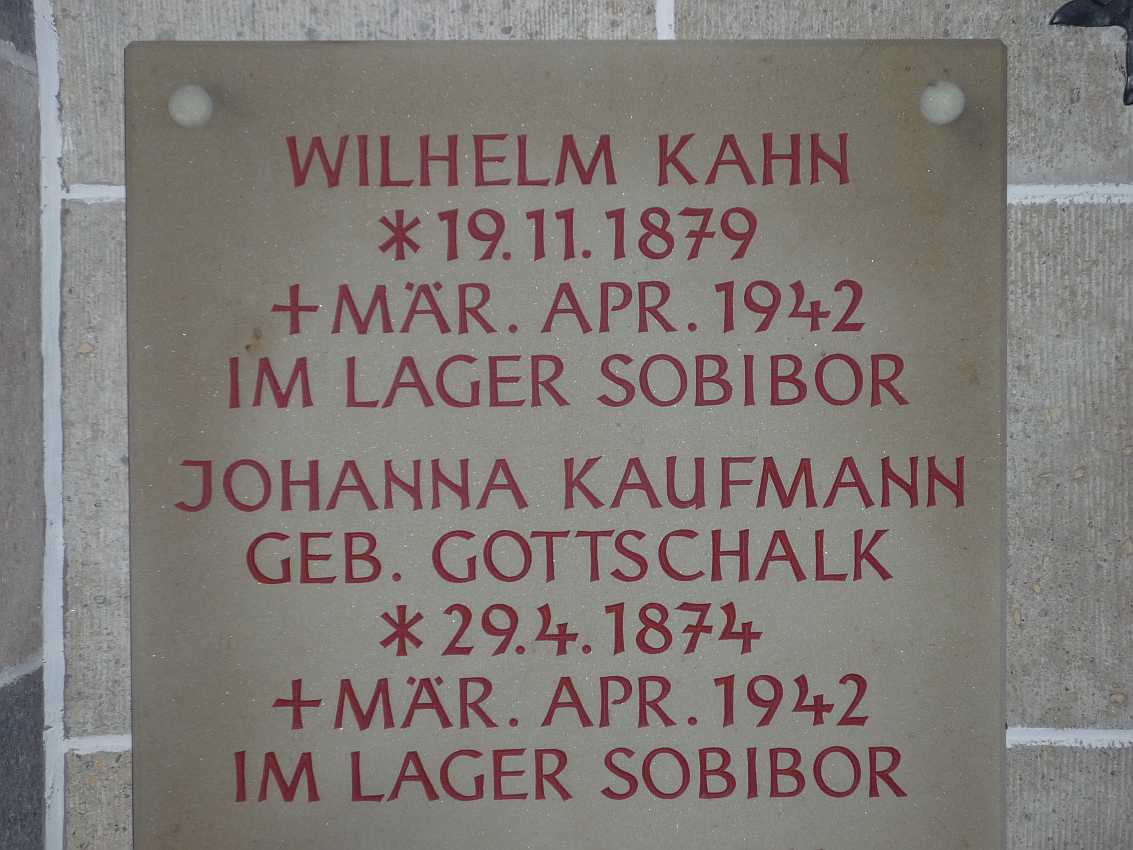 WILHELM KAHN
*19.11.1879
+MÄR. APR. 1942
IM LAGER SOBIBOR
JOHANNA KAUFMANN
GEB. GOTTSCHALK
*29.4.1874
+MÄR. APR. 1942
IM LAGER SOBIBOR